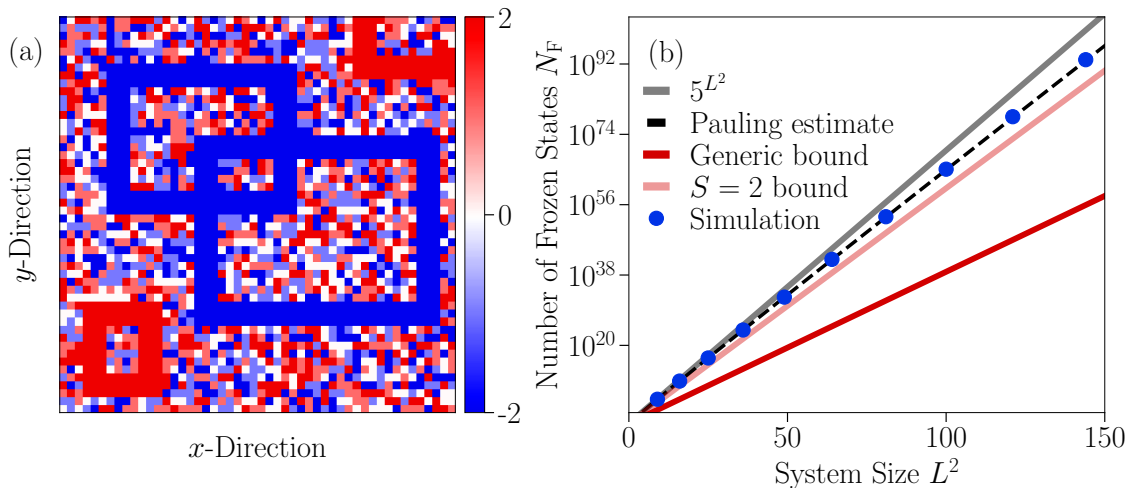 (a)
y-Direction
x-Direction
2
0
-2
(b)
Number of Frozen States N_F
10^92
10^74
10^56
10^38
10^20
5^{L^2}
Pauling estimate
Generic bound
S = 2 bound
Simulation
0 50 100 150
System Size L^2